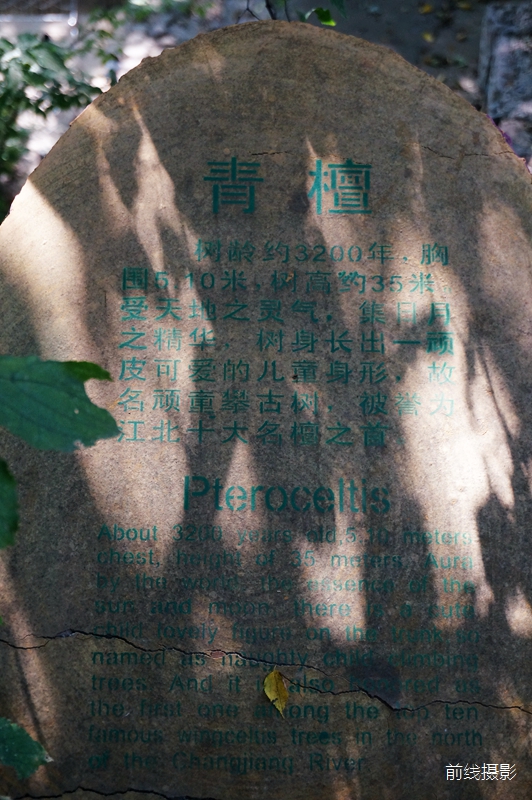 青檀
树龄约3200年，胸
围5.10米，树高约35米。
受天地之灵气，集日月
之精华，树身长出一顽
皮可爱的儿童身形，故
名顽童攀古树，被誉为
江北十大名檀之首。
Pteroceltis
About 3200 years old,5.10 meters
chest, height of 35 meters. Aura
by the world, the essence of the
sun and moon, there is a cute
child lovely figure on the trunk so
named as naughty child climbing
trees. And it is also honored as
the first one among the top ten
famous wingceltis trees in the north
of the Changjiang River.
前线摄影